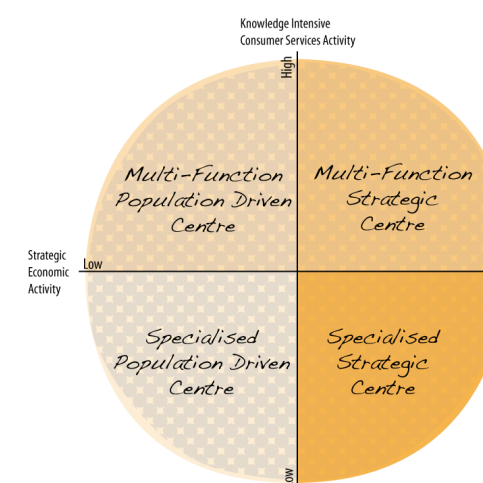 Knowledge Intensive
Consumer Services Activity
High
Multi-Function
Population Driven
Centre
Multi-Function
Strategic
Centre
Strategic
Economic
Activity
Low
Specialised
Population Driven
Centre
Specialised
Strategic
Centre